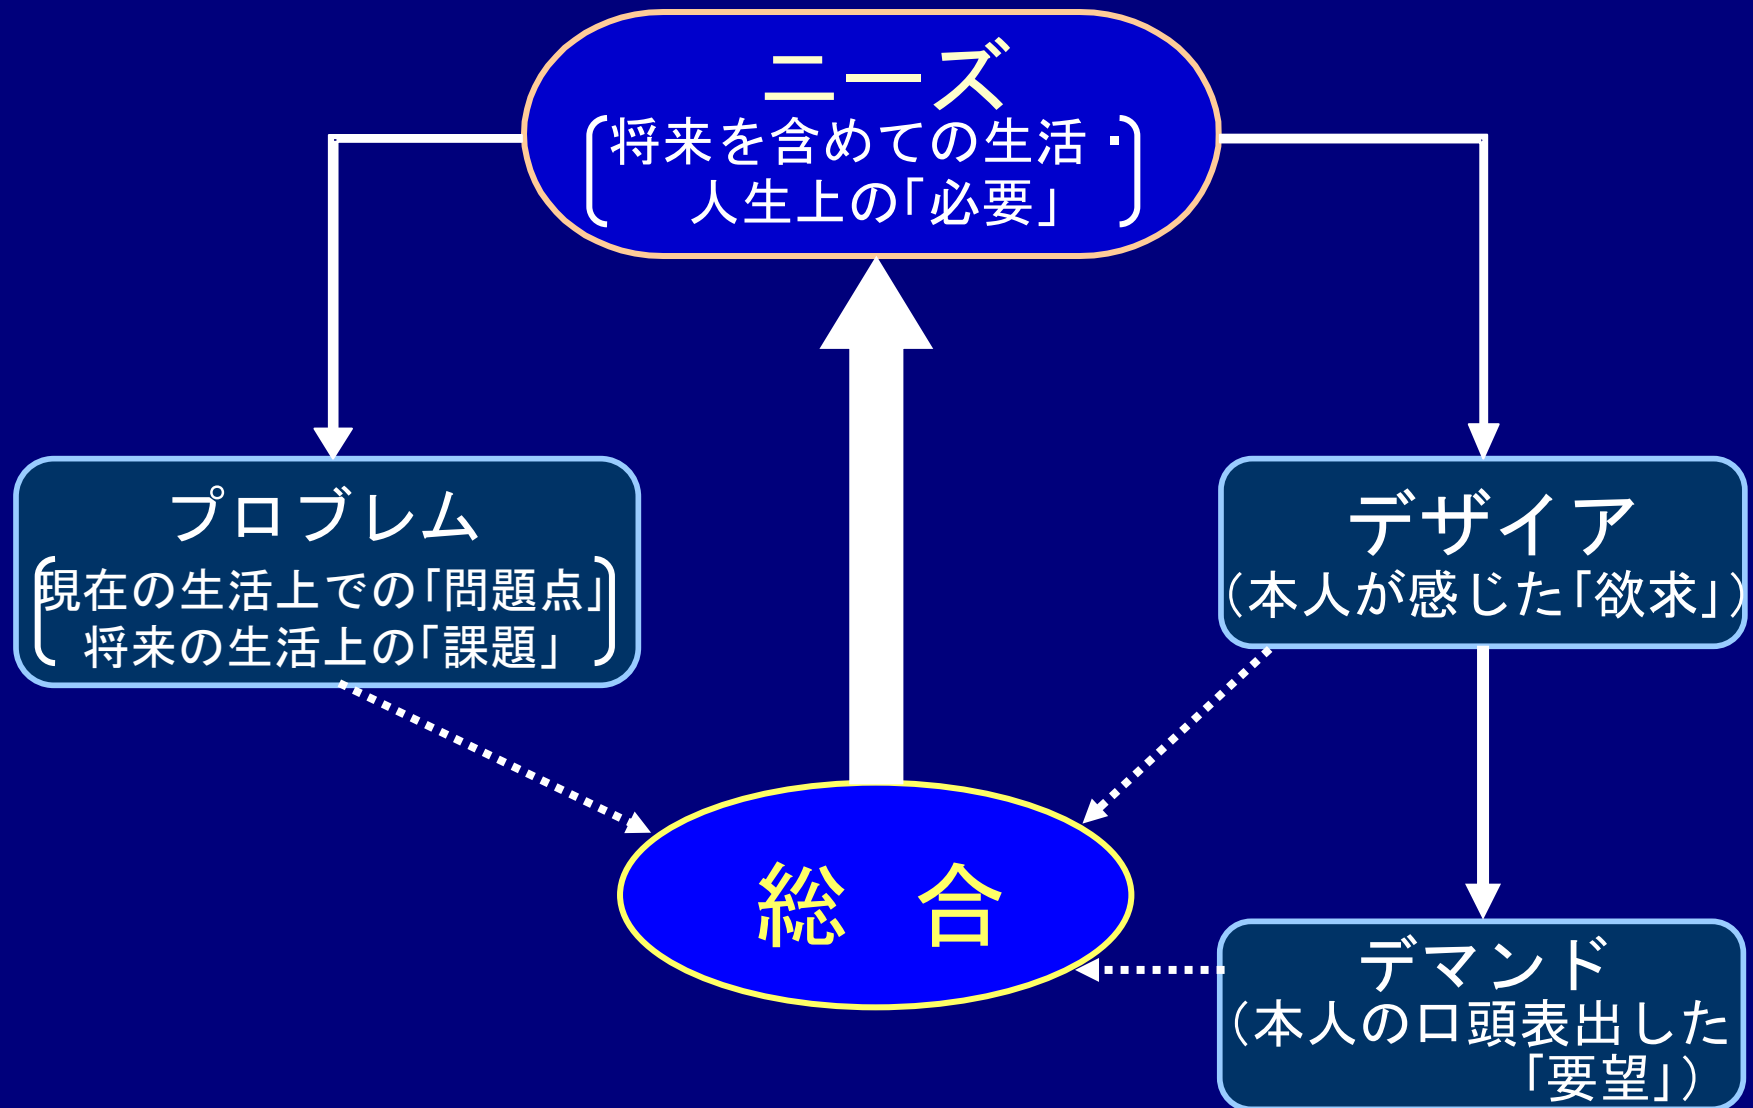 ニーズ
将来を含めての生活・
人生上の「必要」
プロブレム
現在の生活上での「問題点」
将来の生活上の「課題」
デザイア
（本人が感じた「欲求」）
総　合
デマンド
（本人の口頭表出した
「要望」）